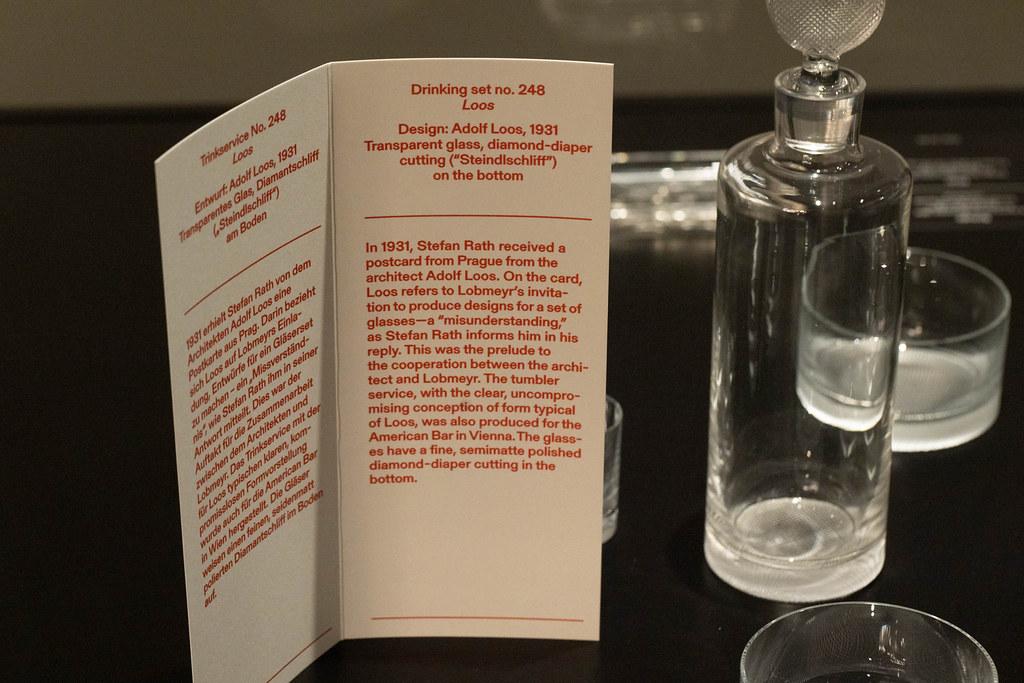 Trinkservice No. 248
Loos
Entwurf: Adolf Loos, 1931
Transparentes Glas, Diamantschliff
(„Steindlschliff“)
am Boden
1931 erhielt Stefan Rath von dem
Architekten Adolf Loos eine
Postkarte aus Prag. Darin bezieht
sich Loos auf Lobmeyrs Einla-
dung, Entwürfe für ein Gläserset
zu machen – ein „Missverständ-
nis“, wie Stefan Rath ihm in seiner
Antwort mitteilt. Dies war der
Auftakt für die Zusammenarbeit
zwischen dem Architekten und
Lobmeyr. Das Trinkservice mit der
für Loos typischen klaren, kom-
promisslosen Formvorstellung
wurde auch für die American Bar
in Wien hergestellt. Die Gläser
weisen einen feinen, seidenmatt
polierten Diamantschliff im Boden
auf.
Drinking set no. 248
Loos
Design: Adolf Loos, 1931
Transparent glass, diamond-diaper
cutting (“Steindlschliff”)
on the bottom
In 1931, Stefan Rath received a
postcard from Prague from the
architect Adolf Loos. On the card,
Loos refers to Lobmeyr’s invita-
tion to produce designs for a set of
glasses—a “misunderstanding,”
as Stefan Rath informs him in his
reply. This was the prelude to
the cooperation between the archi-
tect and Lobmeyr. The tumbler
service, with the clear, uncompro-
mising conception of form typical
of Loos, was also produced for the
American Bar in Vienna. The glass-
es have a fine, semimatte polished
diamond-diaper cutting in the
bottom.